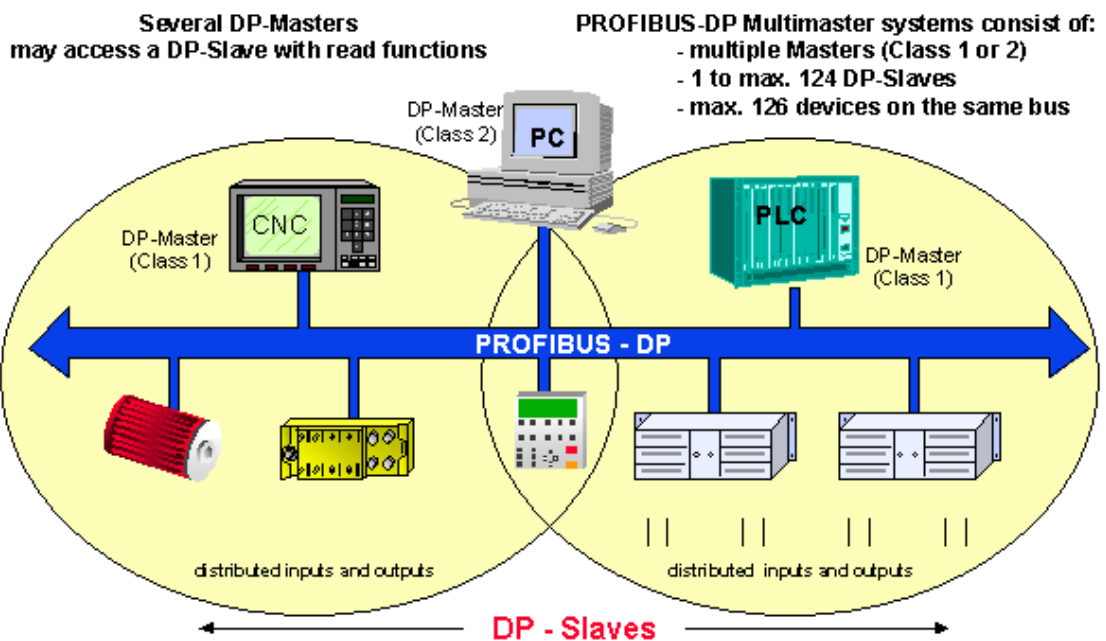 Several DP-Masters
may access a DP-Slave with read functions
PROFIBUS-DP Multimaster systems consist of:
- multiple Masters (Class 1 or 2)
- 1 to max. 124 DP-Slaves
- max. 126 devices on the same bus
DP-Master
(Class 2)
PC
CNC
DP-Master
(Class 1)
PLC
DP-Master
(Class 1)
PROFIBUS - DP
distributed inputs and outputs
distributed inputs and outputs
DP - Slaves